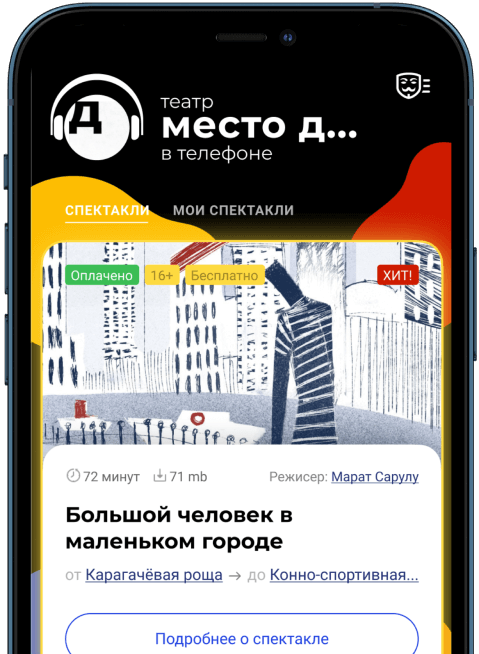 Д
театр
место д...
в телефоне
СПЕКТАКЛИ МОИ СПЕКТАКЛИ
Оплачено 16+ Бесплатно ХИТ!
72 минут 71 mb Режисер: Марат Сарулу
Большой человек в
маленьком городе
от Карагачёвая роща → до Конно-спортивная...
Подробнее о спектакле